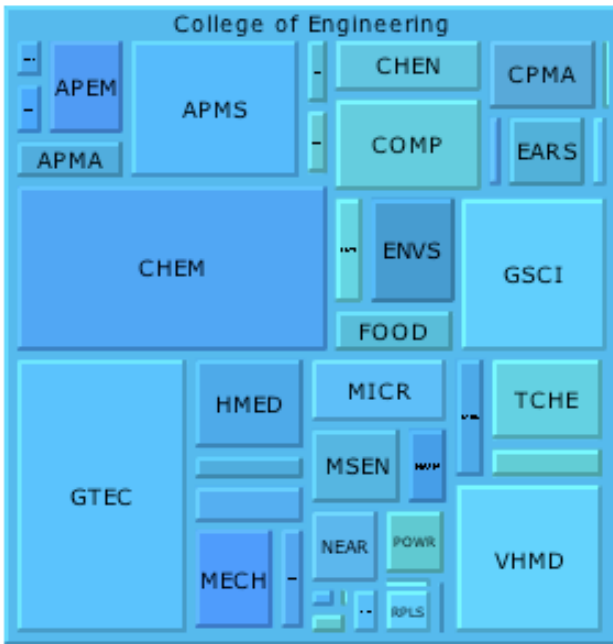 College of Engineering
APEM
APMS
CHEN
CPMA
APMA
COMP
EARS
CHEM
ENVS
GSCI
FOOD
GTEC
HMED
MICR
TCHE
MSEN
NEAR
POWR
VHMD
MECH
RPLS